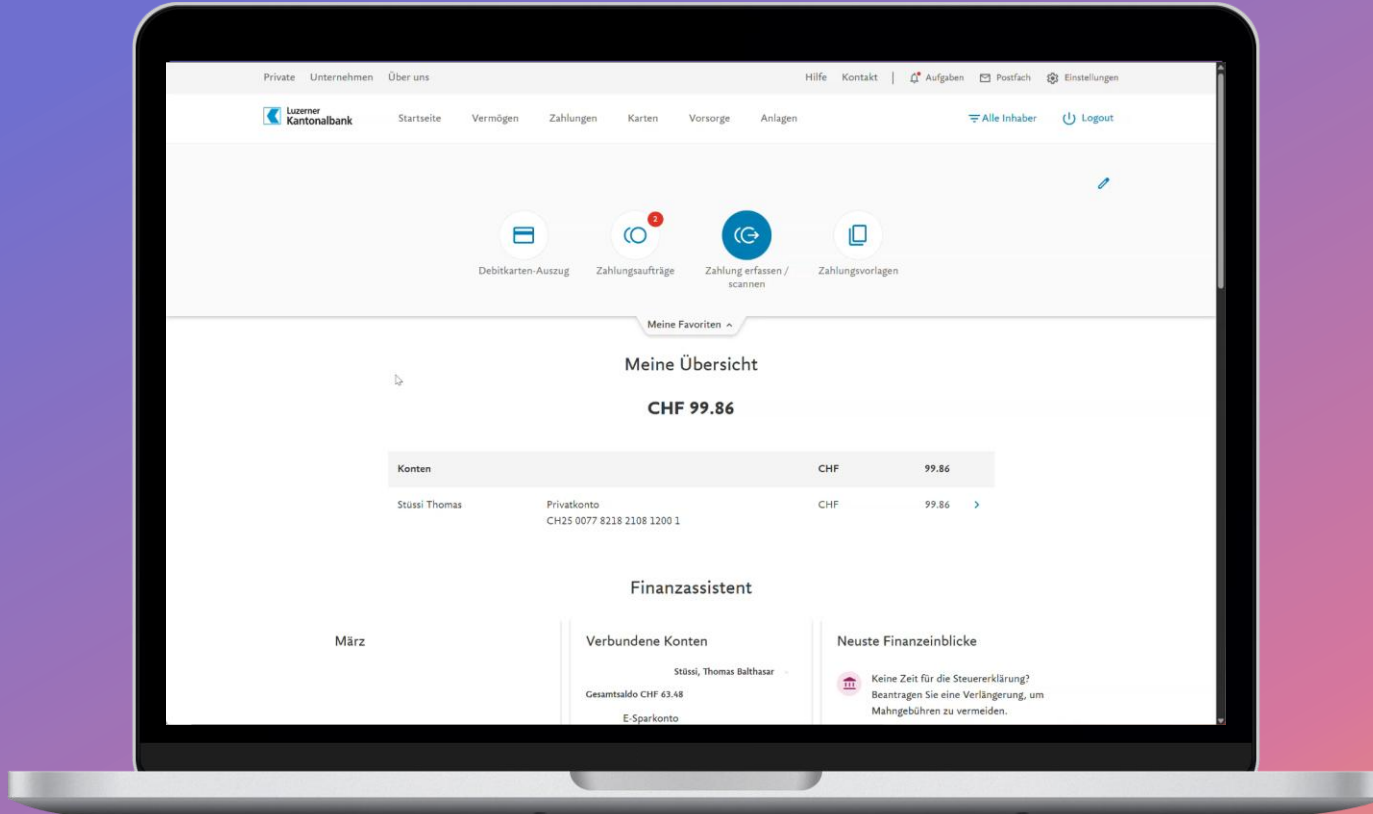 Private Unternehmen Über uns Hilfe Kontakt Aufgaben Postfach Einstellungen
Luzerner
Kantonalbank
Startseite Vermögen Zahlungen Karten Vorsorge Anlagen Alle Inhaber Logout
2
Debitkarten-Auszug Zahlungsaufträge Zahlung erfassen / Zahlungsvorlagen
scannen
Meine Favoriten
Meine Übersicht
CHF 99.86
Konten CHF 99.86
Stüssi Thomas Privatkonto CHF 99.86
CH25 0077 8218 2108 1200 1
Finanzassistent
März
Verbundene Konten
Stüssi, Thomas Balthasar
Gesamtsaldo CHF 63.48
E-Sparkonto
Neuste Finanzeinblicke
Keine Zeit für die Steuererklärung?
Beantragen Sie eine Verlängerung, um
Mahngebühren zu vermeiden.